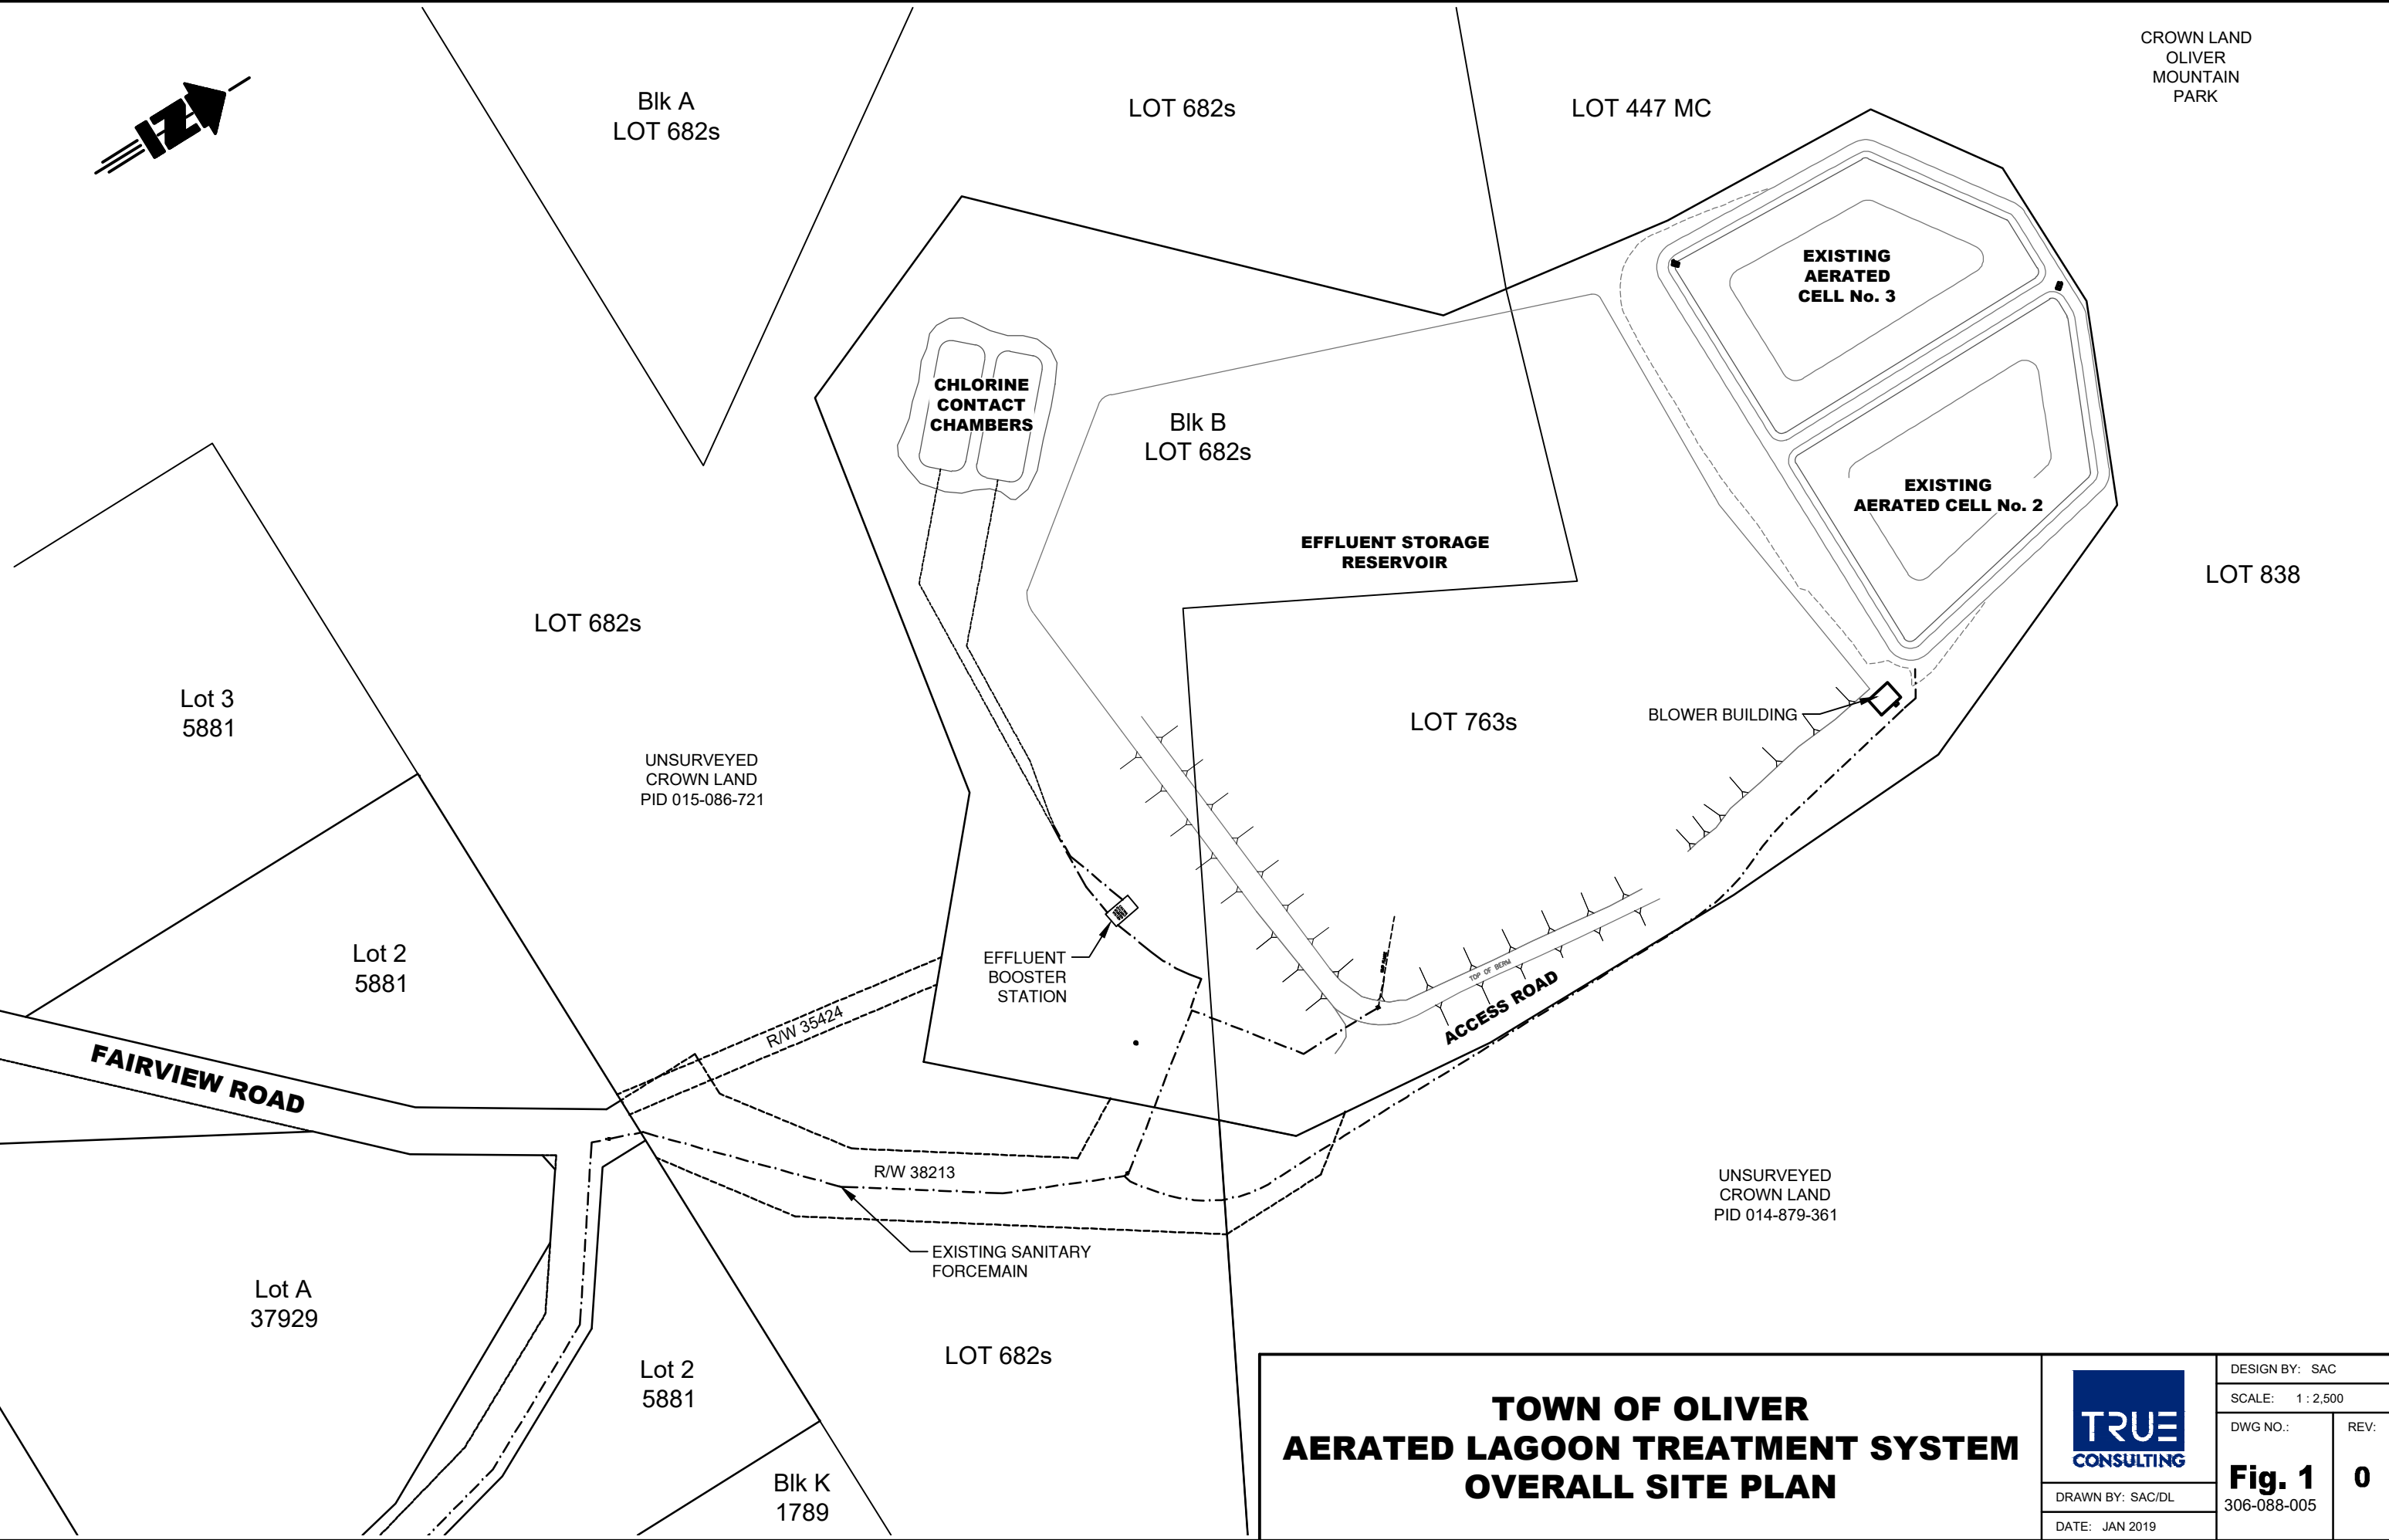 CROWN LAND
OLIVER
MOUNTAIN
PARK
N
Blk A
LOT 682s
LOT 682s
LOT 447 MC
EXISTING
AERATED
CELL No. 3
CHLORINE
CONTACT
CHAMBERS
Blk B
LOT 682s
EXISTING
AERATED CELL No. 2
EFFLUENT STORAGE
RESERVOIR
LOT 838
LOT 682s
Lot 3
5881
LOT 763s
BLOWER BUILDING
UNSURVEYED
CROWN LAND
PID 015-086-721
Lot 2
5881
EFFLUENT
BOOSTER
STATION
TOP OF BERM
ACCESS ROAD
R/W 35424
FAIRVIEW ROAD
R/W 38213
UNSURVEYED
CROWN LAND
PID 014-879-361
EXISTING SANITARY
FORCEMAIN
Lot A
37929
LOT 682s
Lot 2
5881
Blk K
1789
TOWN OF OLIVER
AERATED LAGOON TREATMENT SYSTEM
OVERALL SITE PLAN
TRUE
CONSULTING
DRAWN BY: SAC/DL
DATE: JAN 2019
DESIGN BY: SAC
SCALE: 1 : 2,500
DWG NO.:
Fig. 1
306-088-005
REV:
0